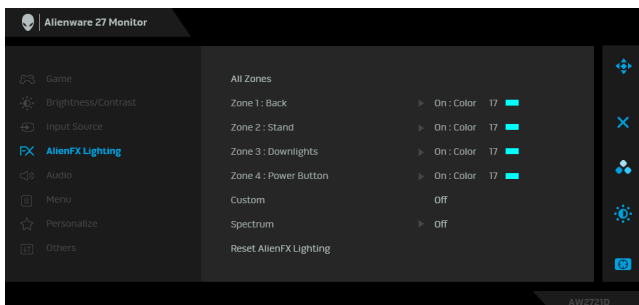 Alienware 27 Monitor
Game
Brightness/Contrast
Input Source
FX AlienFX Lighting
Audio
Menu
Personalize
Others
All Zones
Zone 1 : Back On : Color 17
Zone 2 : Stand On : Color 17
Zone 3 : Downlights On : Color 17
Zone 4 : Power Button On : Color 17
Custom Off
Spectrum Off
Reset AlienFX Lighting
AW2721D